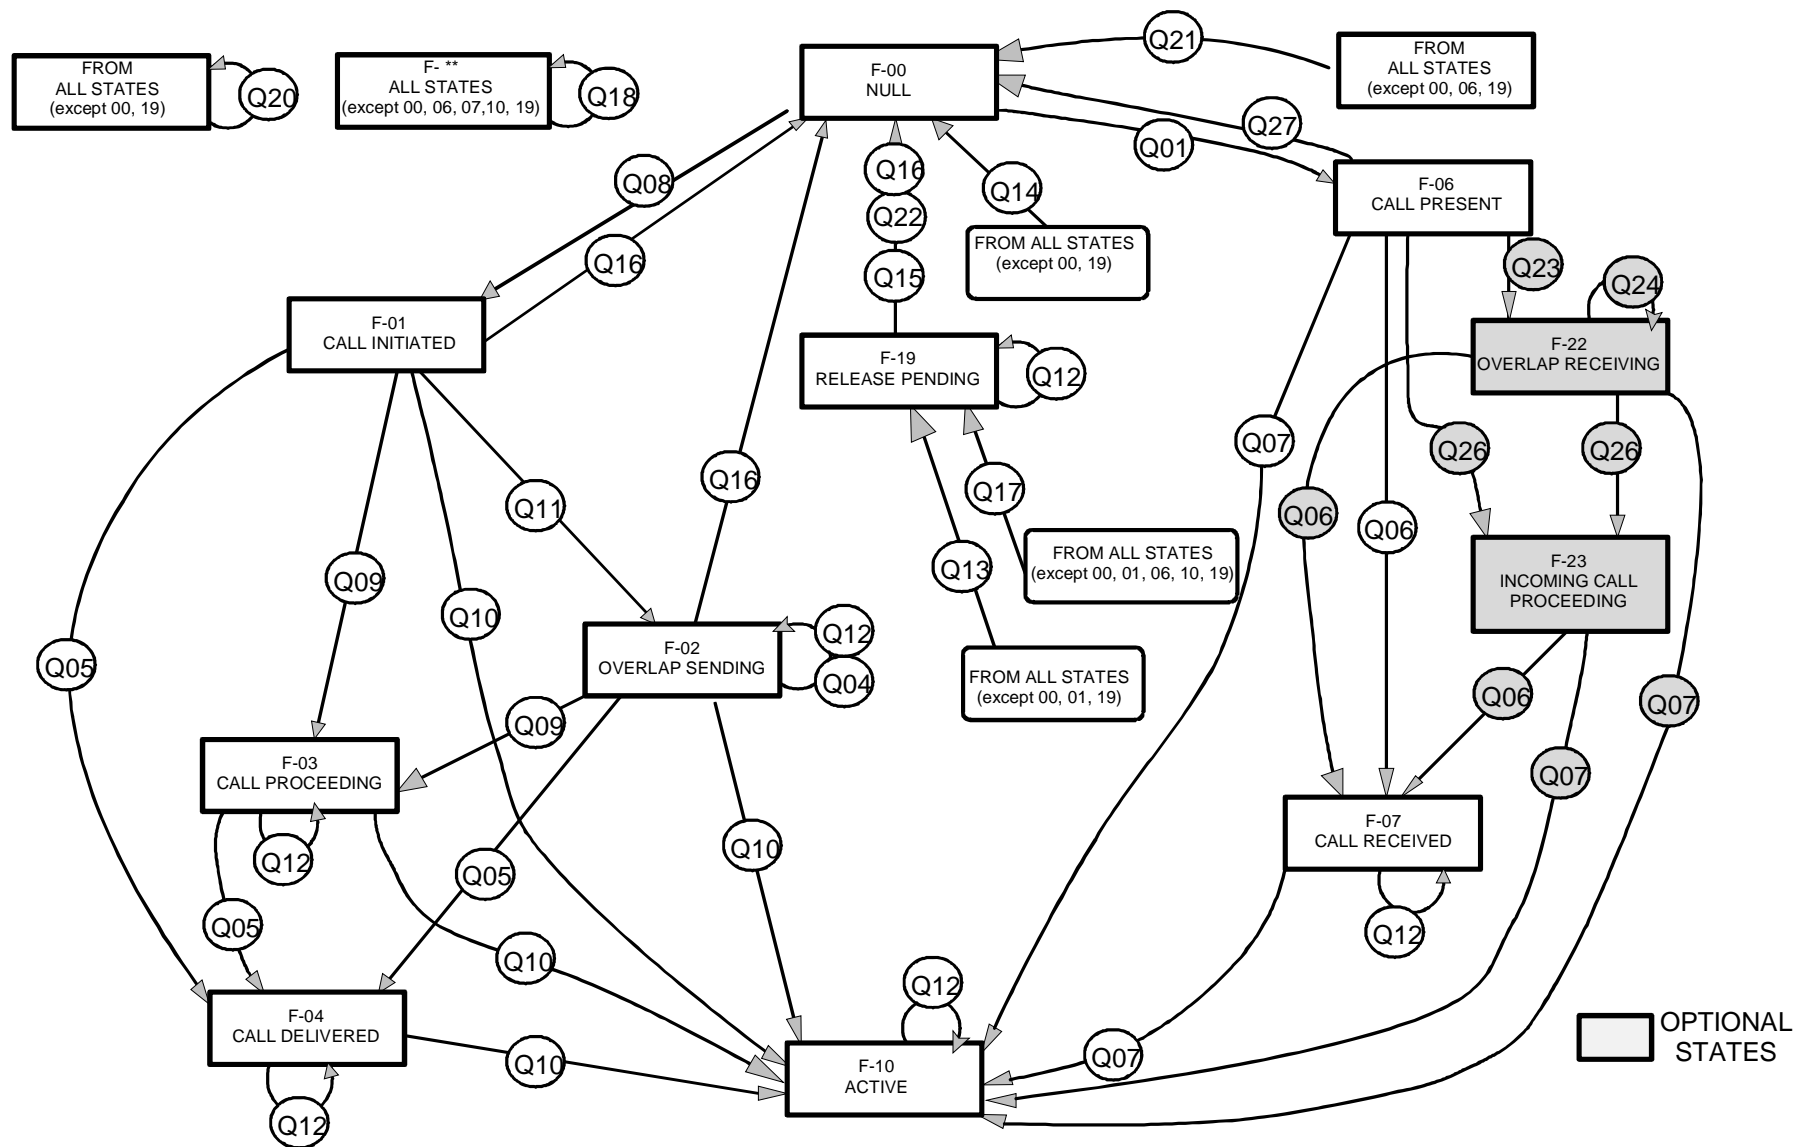 Q21
FROM
ALL STATES
(except 00, 19)
Q20
F- **
ALL STATES
(except 00, 06, 07,10, 19)
Q18
F-00
NULL
FROM
ALL STATES
(except 00, 06, 19)
Q27
Q01
Q08
Q16
Q14
F-06
CALL PRESENT
Q22
Q16
FROM ALL STATES
(except 00, 19)
Q15
Q23
Q24
F-01
CALL INITIATED
F-19
RELEASE PENDING
Q12
F-22
OVERLAP RECEIVING
Q07
Q26
Q26
Q16
Q17
Q11
Q06
Q06
FROM ALL STATES
(except 00, 01, 06, 10, 19)
Q13
F-23
INCOMING CALL
PROCEEDING
Q09
Q10
Q12
Q05
F-02
OVERLAP SENDING
Q04
FROM ALL STATES
(except 00, 01, 19)
Q06
Q07
Q09
F-03
CALL PROCEEDING
Q07
Q12
Q10
F-07
CALL RECEIVED
Q05
Q05
Q12
Q10
Q12
F-04
CALL DELIVERED
Q10
F-10
ACTIVE
Q07
OPTIONAL
STATES
Q12